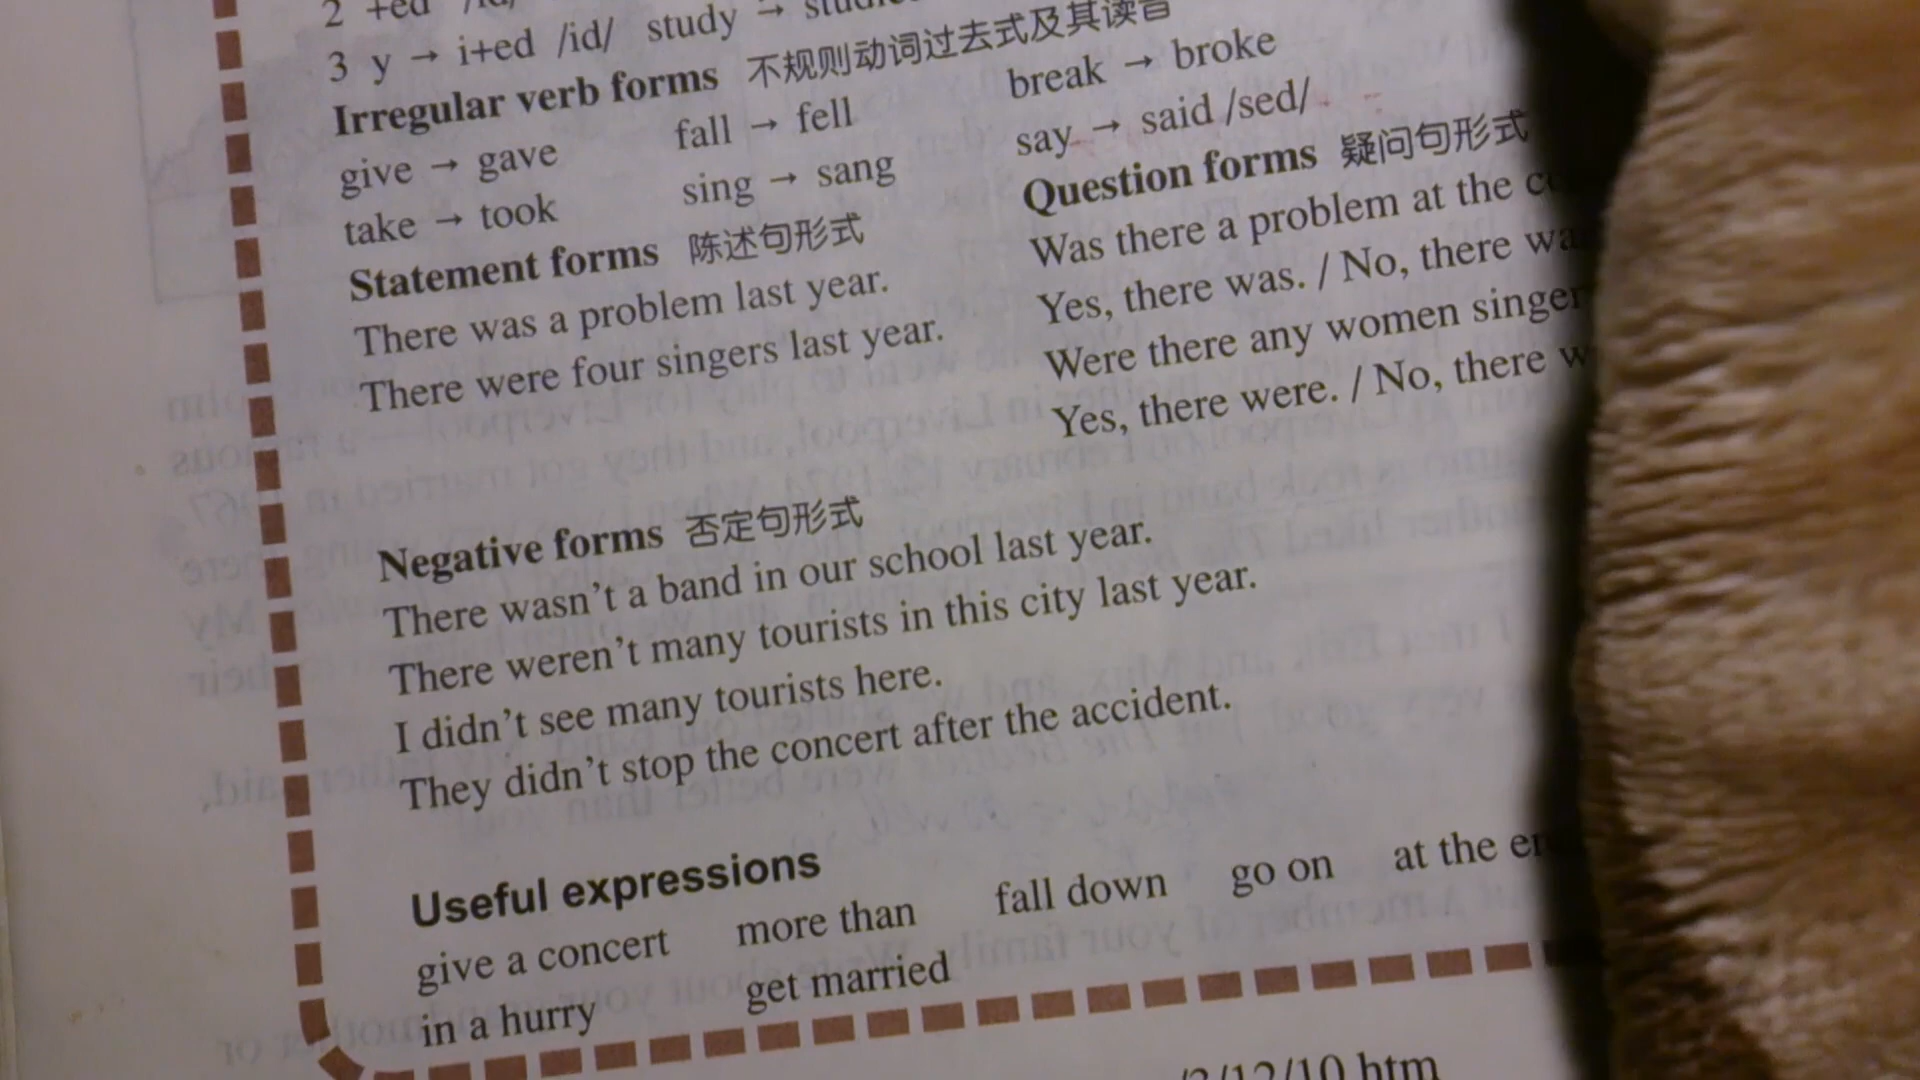 2 +ed
3 y → i+ed /id/ study →
Irregular verb forms 不规则动词过去式及其读音
give → gave fall → fell break → broke
take → took sing → sang say → said /sed/
Statement forms 陈述句形式
There was a problem last year.
There were four singers last year.
Question forms 疑问句形式
Was there a problem at the
Yes, there was. / No, there
Were there any women
Yes, there were. / No, there
Negative forms 否定句形式
There wasn't a band in our school last year.
There weren't many tourists in this city last year.
I didn't see many tourists here.
They didn't stop the concert after the accident.
Useful expressions
give a concert more than fall down go on at the
in a hurry get married
/3/12/10.htm